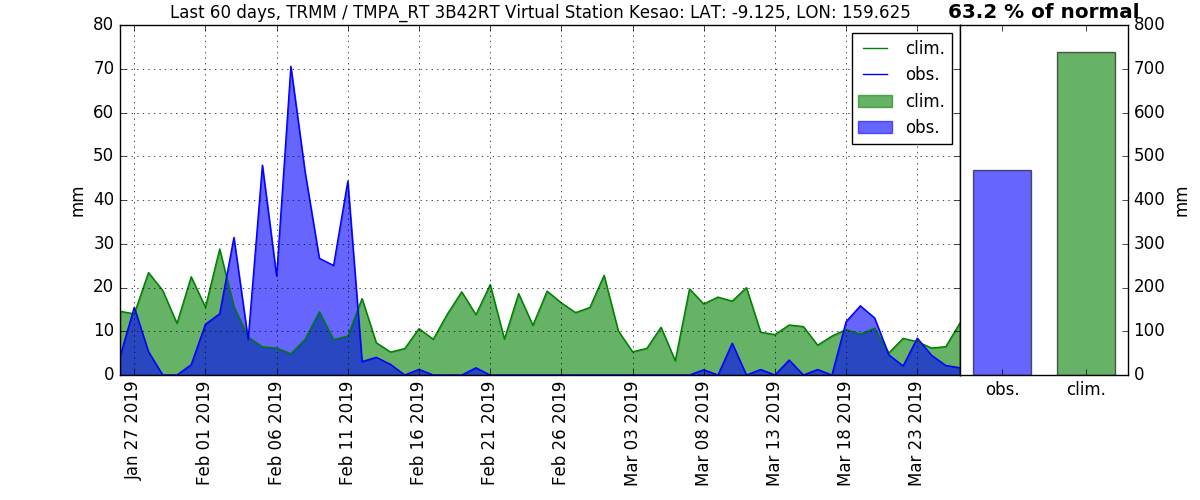 Last 60 days, TRMM / TMPA_RT 3B42RT Virtual Station Kesao: LAT: -9.125, LON: 159.625
63.2 % of normal
80
70
60
50
40
30
20
10
0
mm
clim.
obs.
clim.
obs.
Jan 27 2019
Feb 01 2019
Feb 06 2019
Feb 11 2019
Feb 16 2019
Feb 21 2019
Feb 26 2019
Mar 03 2019
Mar 08 2019
Mar 13 2019
Mar 18 2019
Mar 23 2019
800
700
600
500
400
300
200
100
0
mm
obs.
clim.